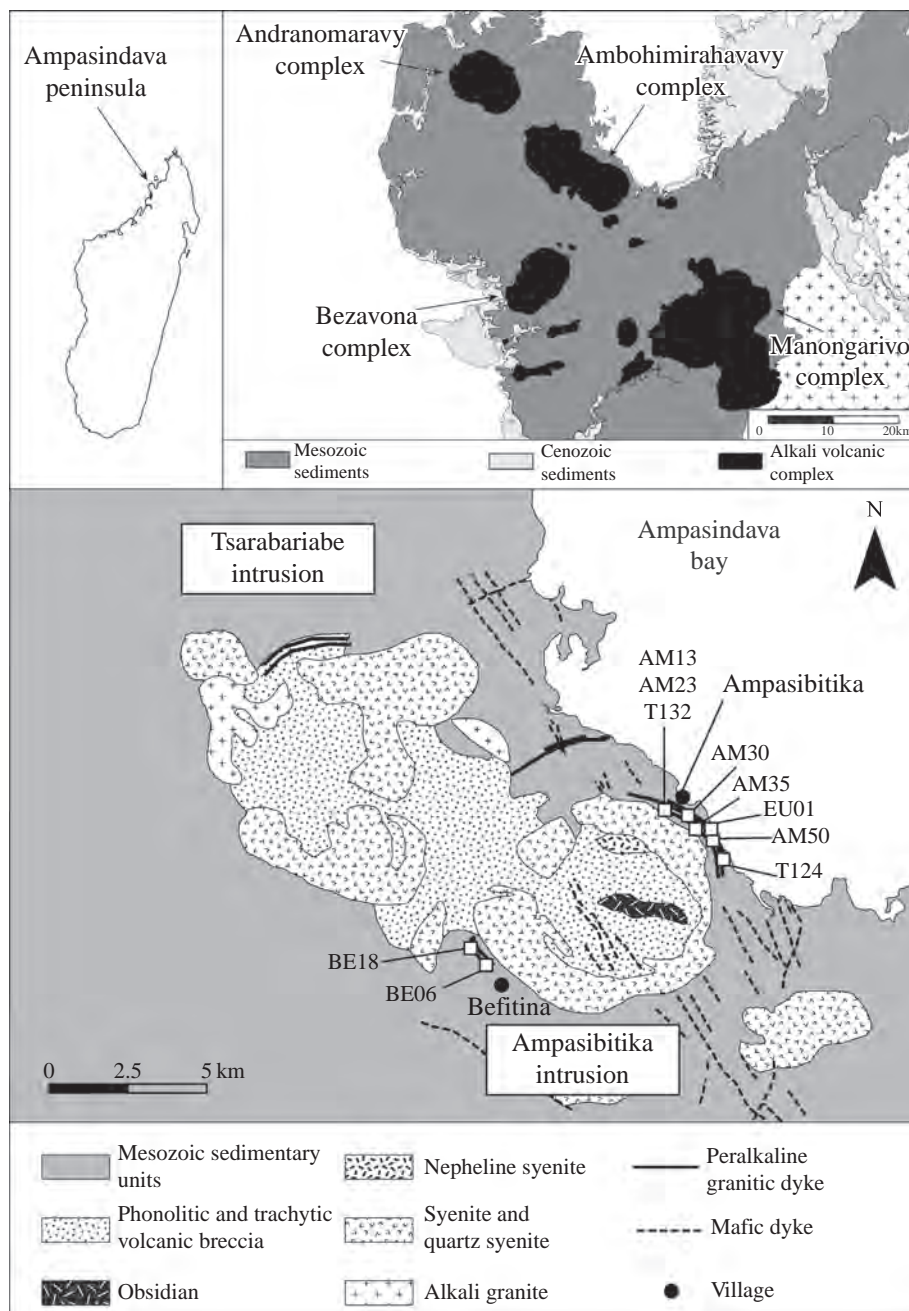 Ampasindava
peninsula
Andranomaravy
complex
Ambohimirahavavy
complex
Bezavona
complex
Manongarivo
complex
0 10 20km
Mesozoic
sediments
Cenozoic
sediments
Alkali volcanic
complex
Tsarabariabe
intrusion
Ampasindava
bay
N
AM13
AM23
T132
Ampasibitika
AM30
AM35
EU01
AM50
T124
BE18
BE06
Befitina
Ampasibitika
intrusion
0 2.5 5 km
Mesozoic sedimentary
units
Phonolitic and trachytic
volcanic breccia
Obsidian
Nepheline syenite
Syenite and
quartz syenite
Alkali granite
Peralkaline
granitic dyke
Mafic dyke
Village